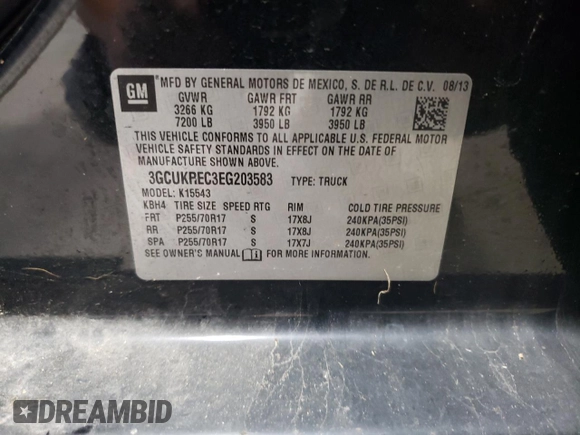 GM
*MFD BY GENERAL MOTORS DE MEXICO, S. DE R.L. DE C.V. 08/13
GVWR GAWR FRT GAWR RR
3266 KG 1792 KG 1792 KG
7200 LB 3950 LB 3950 LB
THIS VEHICLE CONFORMS TO ALL APPLICABLE U.S. FEDERAL MOTOR
VEHICLE SAFETY STANDARDS IN EFFECT ON THE DATE OF
MANUFACTURE SHOWN ABOVE.
3GCUKREC3EG203583 TYPE: TRUCK
MODEL: K15543
KBH4 TIRE SIZE SPEED RTG RIM COLD TIRE PRESSURE
FRT P255/70R17 S 17X8J 240KPA(35PSI)
RR P255/70R17 S 17X8J 240KPA(35PSI)
SPA P255/70R17 S 17X7J 240KPA(35PSI)
SEE OWNER'S MANUAL FOR MORE INFORMATION.
DREAMBID